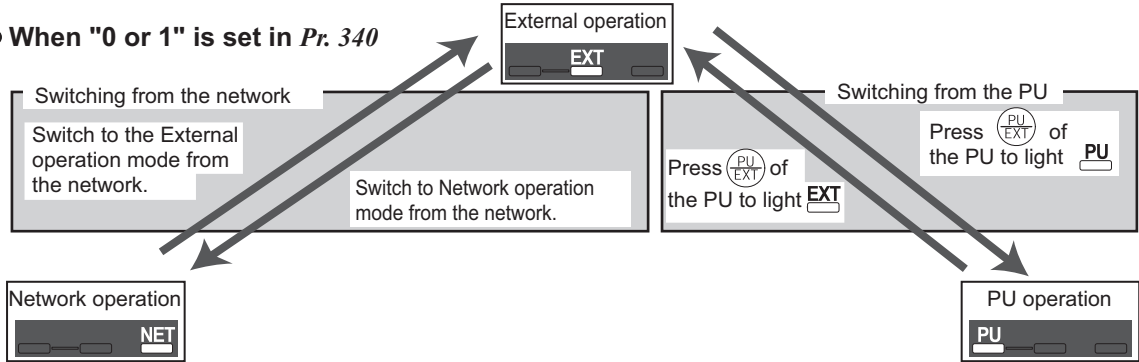 When "0 or 1" is set in Pr. 340
External operation
EXT
Switching from the network
Switch to the External
operation mode from
the network.
Switch to Network operation
mode from the network.
Switching from the PU
Press PU/EXT of
the PU to light EXT
Press PU/EXT of
the PU to light PU
Network operation
NET
PU operation
PU